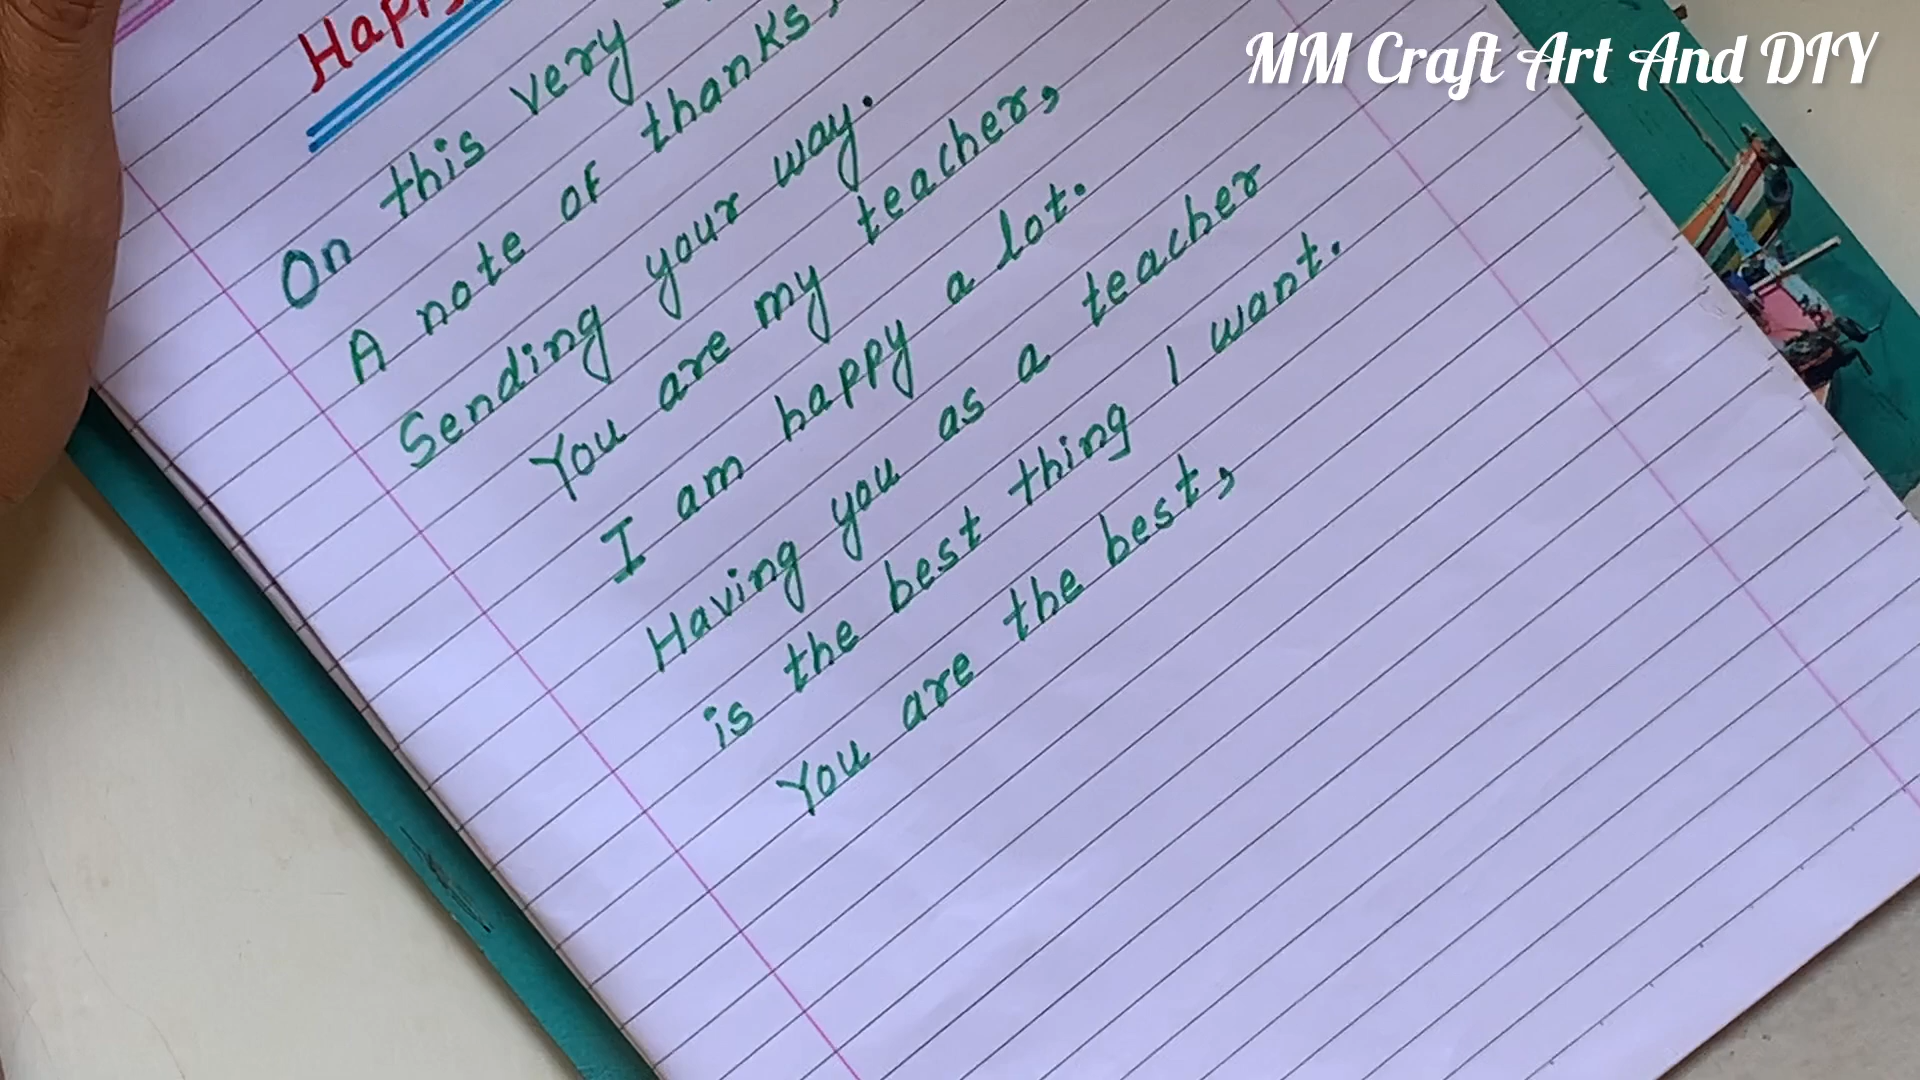 MM Craft Art And DIY
On this very
A note of thanks,
Sending your way.
You are my teacher,
I am happy a lot.
Having you as a teacher
is the best thing I want.
You are the best,